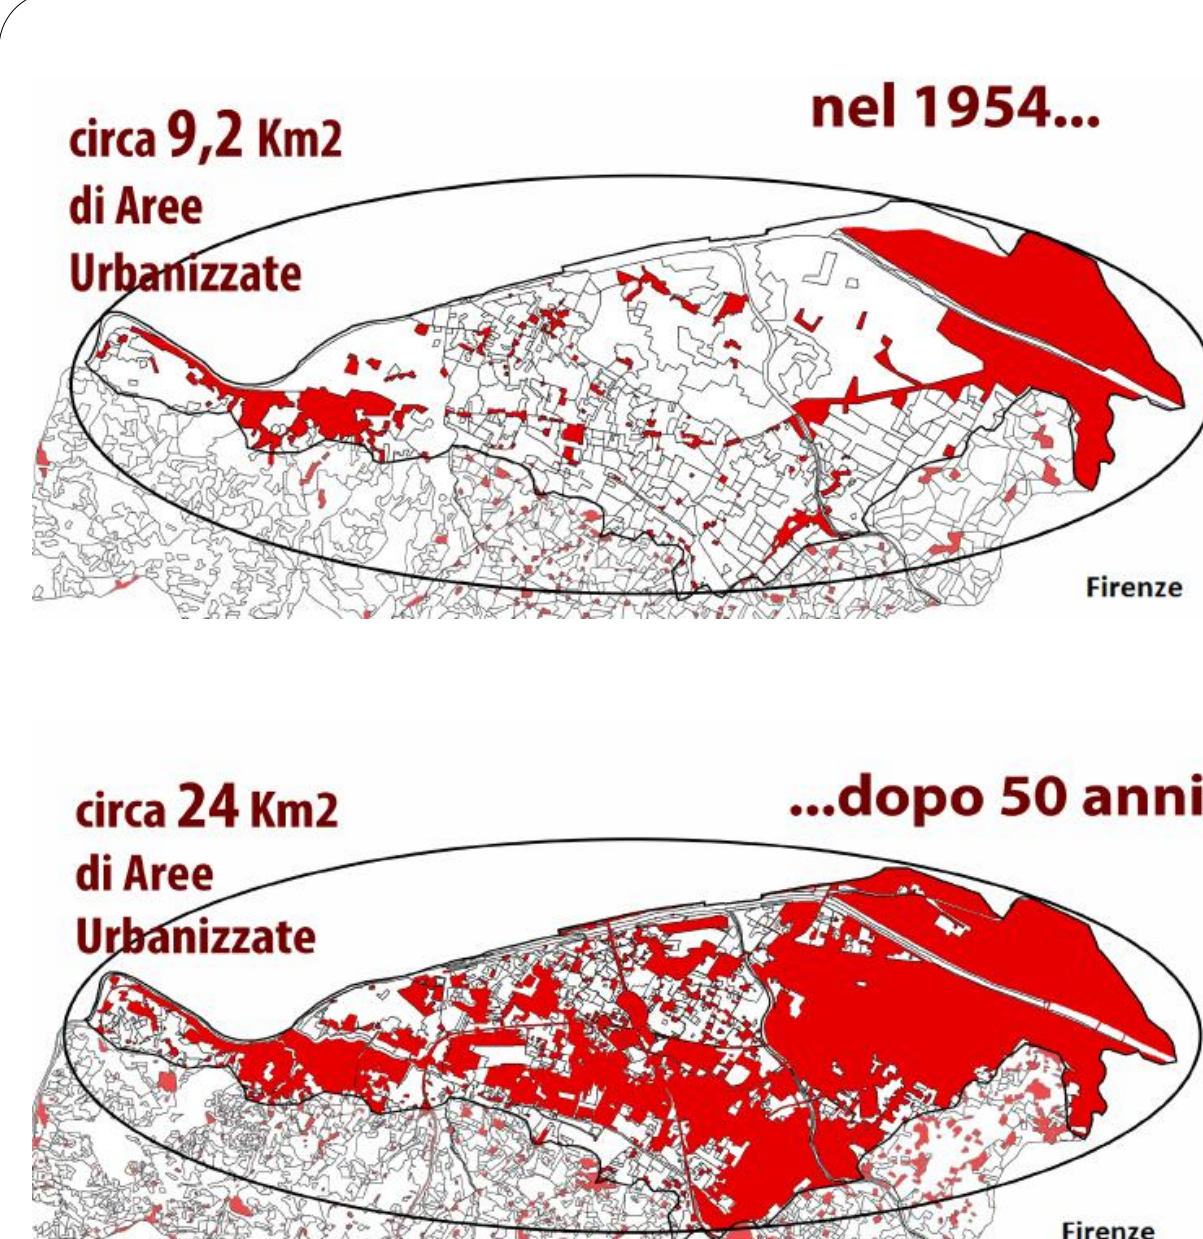 nel 1954...
circa 9,2 Km2
di Aree
Urbanizzate
Firenze
...dopo 50 anni
circa 24 Km2
di Aree
Urbanizzate
Firenze